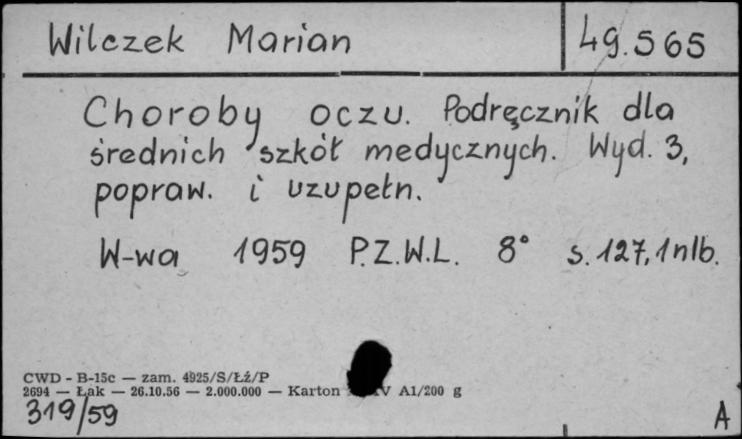 Wilczek Marian 49.565
Choroby oczu. Podręcznik dla
średnich szkół medycznych. Wyd. 3,
popraw. i uzupełn.
W-wa 1959 P.Z.W.L. 8° s. 127, 1 nlb.
CWD - B-15c — zam. 4925/S/Łź/P
2694 — Łąk — 26.10.56 — 2.000.000 — Karton V A1/200 g
319/59 A